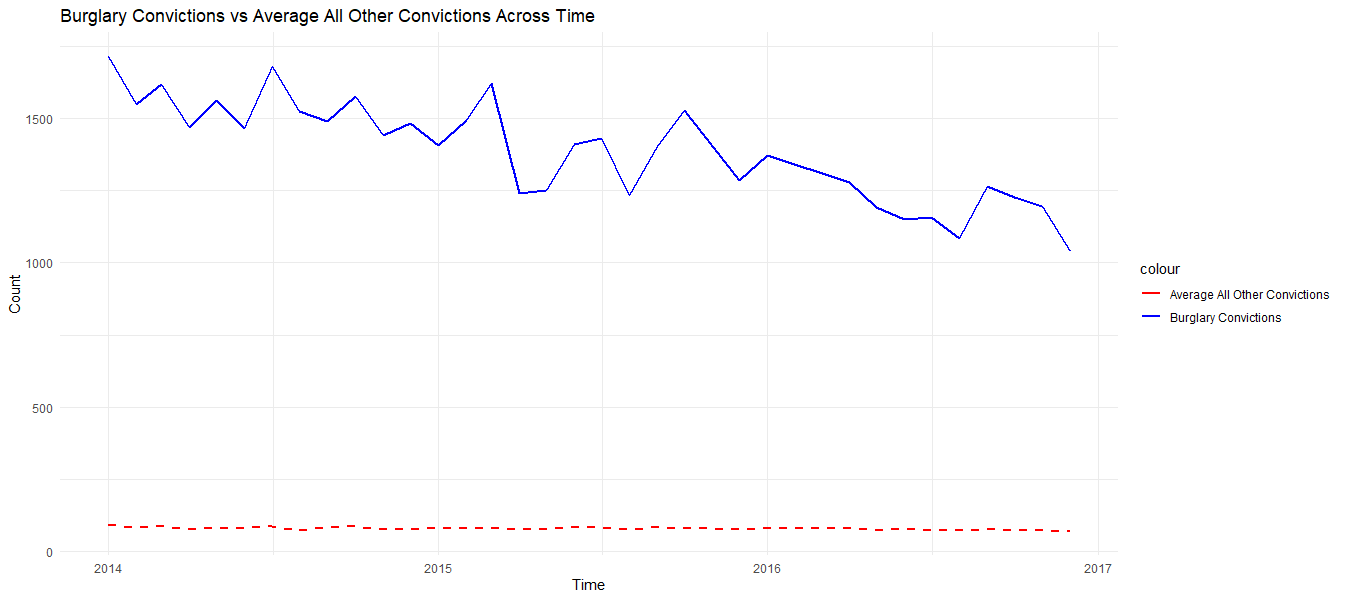 Burglary Convictions vs Average All Other Convictions Across Time
1500
1000
500
0
Count
2014 2015 2016 2017
Time
colour
Average All Other Convictions
Burglary Convictions